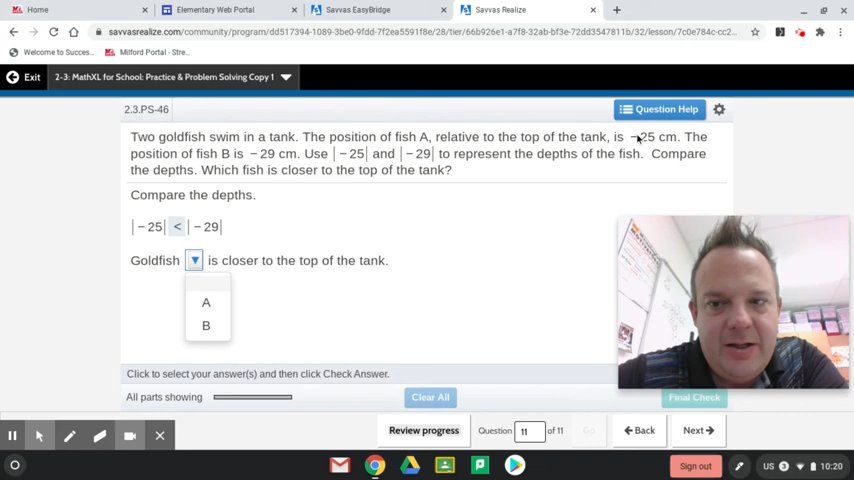 Home
Elementary Web Portal
Savvas EasyBridge
Savvas Realize
savvasrealize.com/community/program/dd517394-1089-3be0-9fdd-7f2ea5591f8e/28/tier/66b926e1-a7f8-32ab-bf3e-72dd3547811b/32/lesson/7c0e784c-cc2...
Welcome to Succes...
Milford Portal - Stre...
Exit
2-3: MathXL for School: Practice & Problem Solving Copy 1
2.3.PS-46
Question Help
Two goldfish swim in a tank. The position of fish A, relative to the top of the tank, is −25 cm. The
position of fish B is −29 cm. Use |−25| and |−29| to represent the depths of the fish. Compare
the depths. Which fish is closer to the top of the tank?
Compare the depths.
|−25| < |−29|
Goldfish ▼ is closer to the top of the tank.
A
B
Click to select your answer(s) and then click Check Answer.
All parts showing
Clear All
Final Check
Review progress
Question 11 of 11
Go
Back
Next
Sign out
US
3
10:20